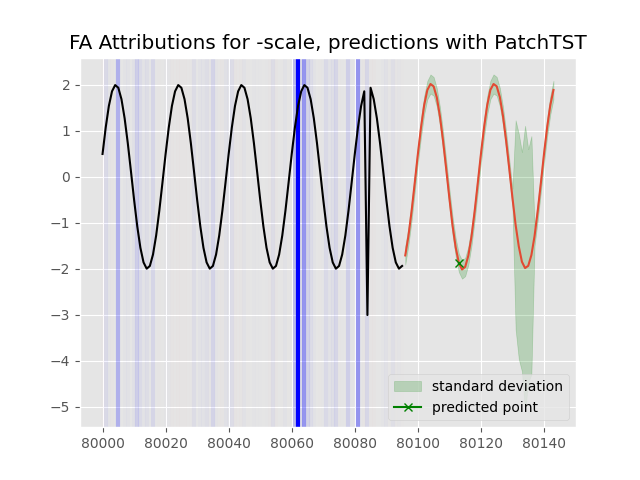 FA Attributions for -scale, predictions with PatchTST
2
1
0
−1
−2
−3
−4
−5
standard deviation
predicted point
80000 80020 80040 80060 80080 80100 80120 80140